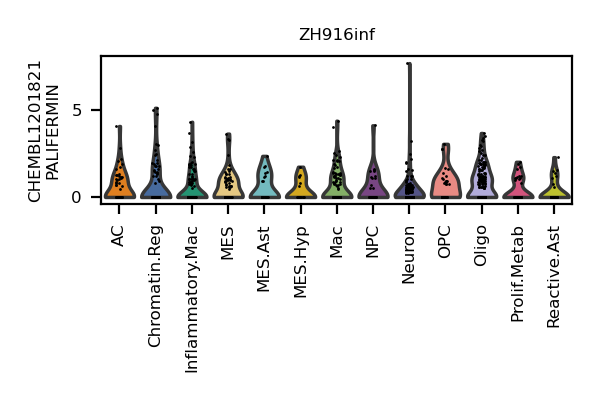 ZH916inf
CHEMBL1201821
PALIFERMIN
5
0
AC
Chromatin.Reg
Inflammatory.Mac
MES
MES.Ast
MES.Hyp
Mac
NPC
Neuron
OPC
Oligo
Prolif.Metab
Reactive.Ast